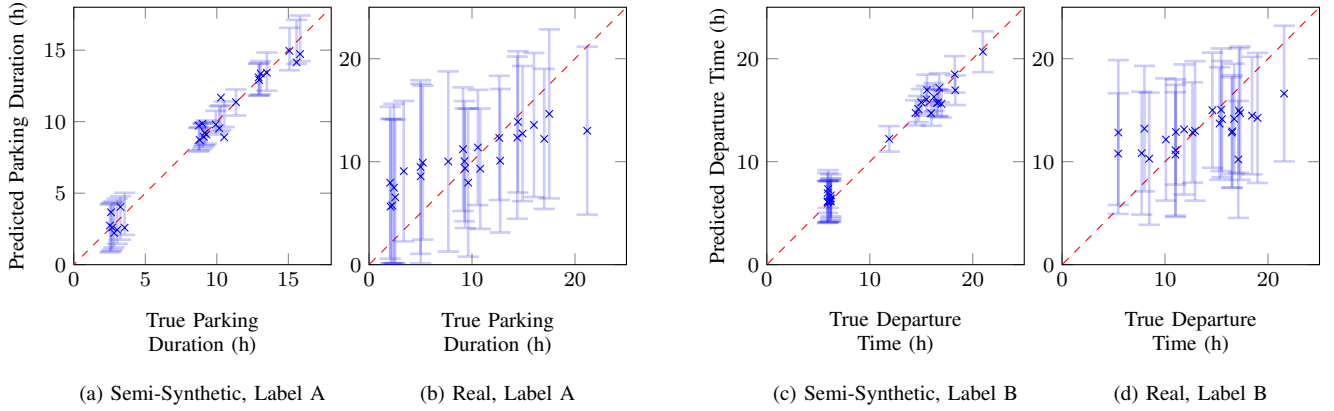 Predicted Parking Duration (h)
15
10
5
0
0
5
10
15
True Parking
Duration (h)
(a) Semi-Synthetic, Label A
20
10
0
0
10
20
True Parking
Duration (h)
(b) Real, Label A
Predicted Departure Time (h)
20
10
0
0
10
20
True Departure
Time (h)
(c) Semi-Synthetic, Label B
20
10
0
0
10
20
True Departure
Time (h)
(d) Real, Label B